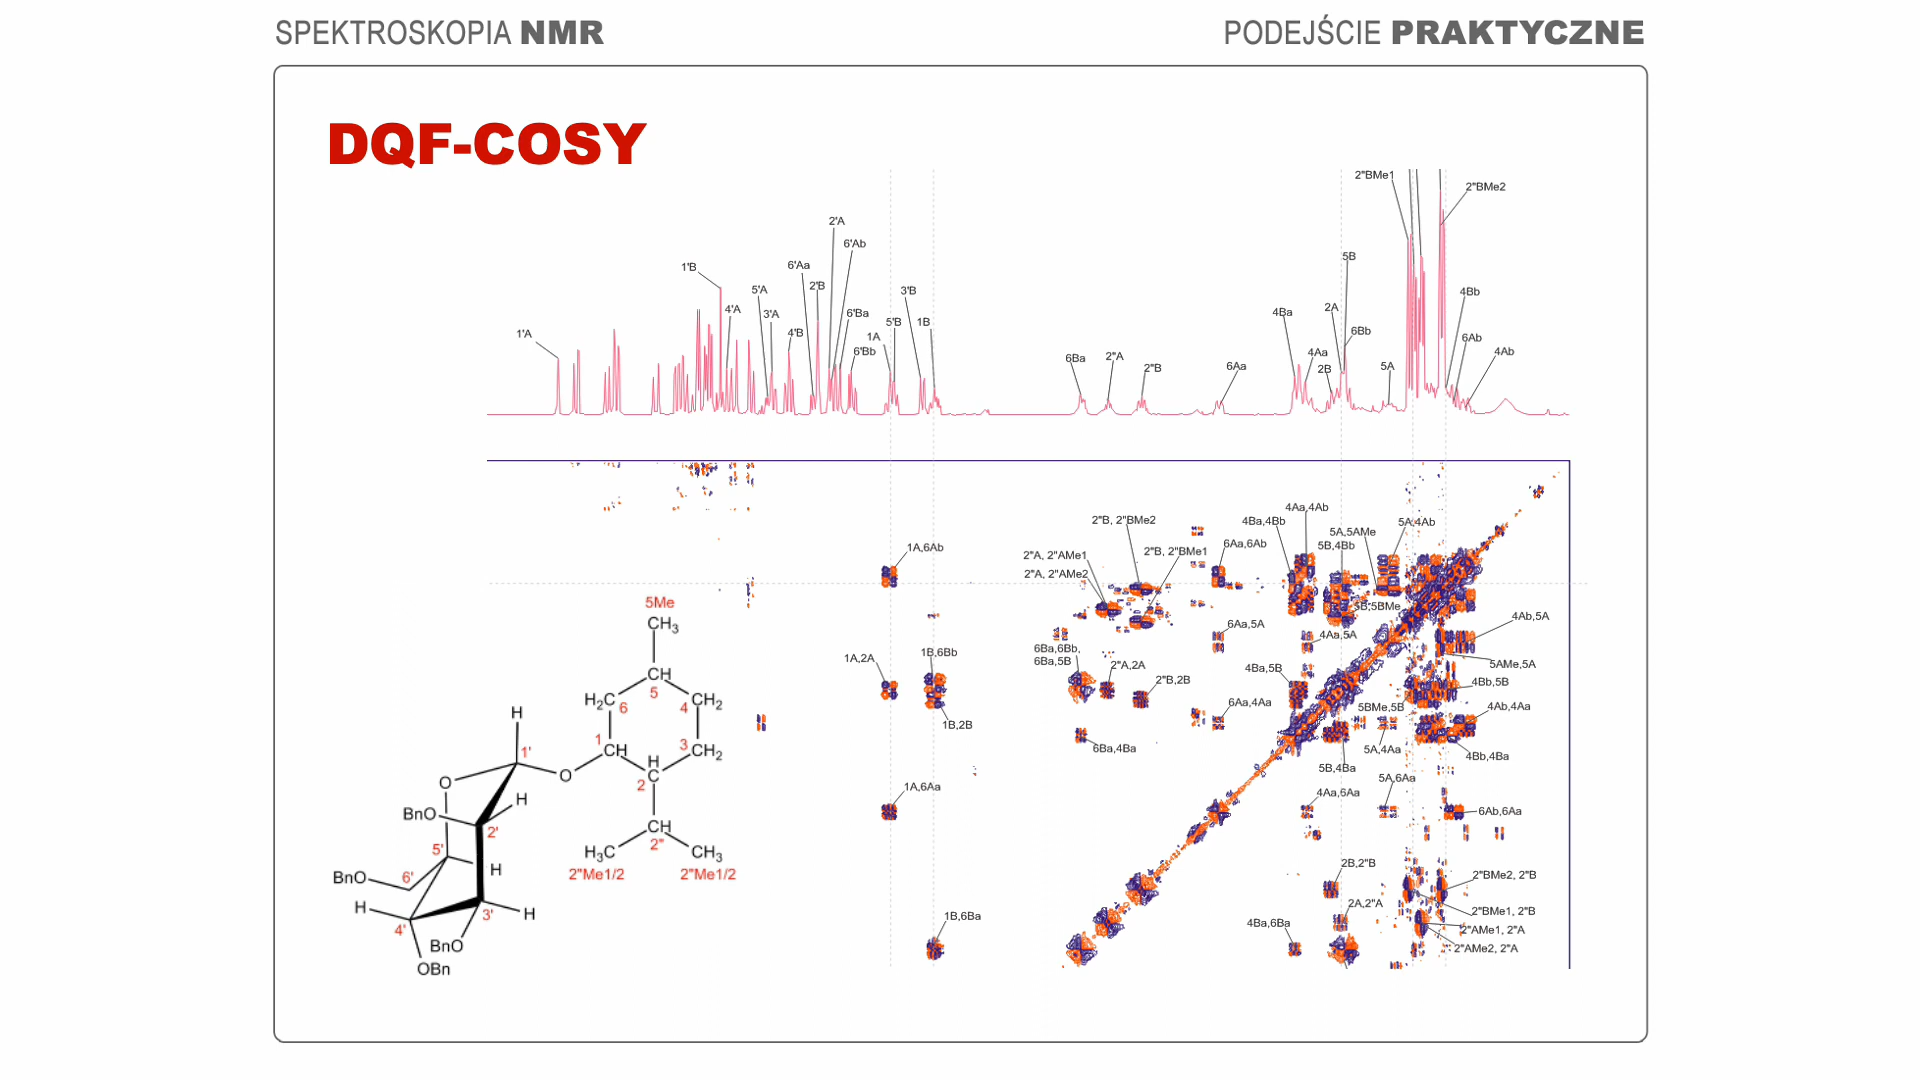 SPEKTROSKOPIA NMR
PODEJŚCIE PRAKTYCZNE
DQF-COSY
2"BMe1
2"BMe2
2'A
6'Ab
1'B
6'Aa
5B
5'A
2'B
3'B
4Bb
4'A
3'A
6'Ba
4Ba
2A
1'A
4'B
1A
5'B
1B
6Bb
6Ab
6'Bb
6Ba
2"A
2"B
6Aa
4Aa
2B
5A
4Ab
4Aa,4Ab
2"B, 2"BMe2
4Ba,4Bb
5A,4Ab
5A,5AMe
1A,6Ab
2"A, 2"AMe1
2"B, 2"BMe1
6Aa,6Ab
5B,4Bb
2"A, 2"AMe2
5B,5BMe
6Aa,5A
4Aa,5A
4Ab,5A
1A,2A
1B,6Bb
6Ba,6Bb,
6Ba,5B
2"A,2A
4Ba,5B
5AMe,5A
2"B,2B
4Bb,5B
6Aa,4Aa
5BMe,5B
4Ab,4Aa
1B,2B
6Ba,4Ba
5A,4Aa
4Bb,4Ba
5B,4Ba
1A,6Aa
4Aa,6Aa
5A,6Aa
6Ab,6Aa
2B,2"B
2"BMe2, 2"B
2A,2"A
2"BMe1, 2"B
1B,6Ba
4Ba,6Ba
2"AMe1, 2"A
2"AMe2, 2"A
5Me
CH3
CH
5
H2C
6
4
CH2
H
1'
1
CH
3
CH2
O
O
H
2
BnO
H
2'
CH
2"
H3C
CH3
2"Me1/2
2"Me1/2
5'
H
BnO
6'
H
3'
H
4'
BnO
OBn